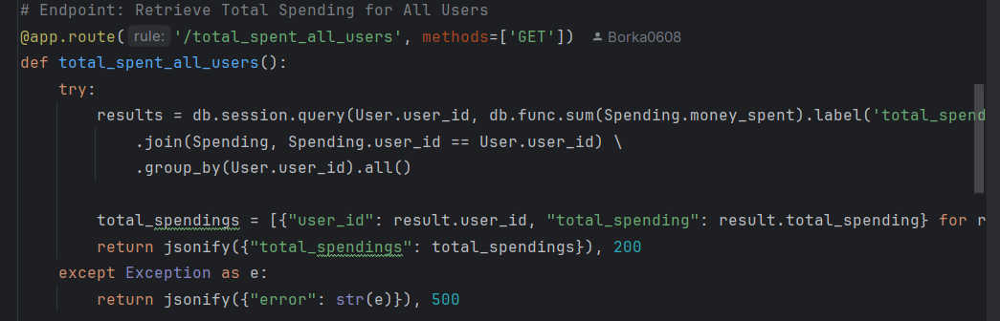 # Endpoint: Retrieve Total Spending for All Users
@app.route( rule: '/total_spent_all_users', methods=['GET']) Borka0608
def total_spent_all_users():
try:
results = db.session.query(User.user_id, db.func.sum(Spending.money_spent).label('total_spend
.join(Spending, Spending.user_id == User.user_id) \
.group_by(User.user_id).all()
total_spendings = [{"user_id": result.user_id, "total_spending": result.total_spending} for r
return jsonify({"total_spendings": total_spendings}), 200
except Exception as e:
return jsonify({"error": str(e)}), 500